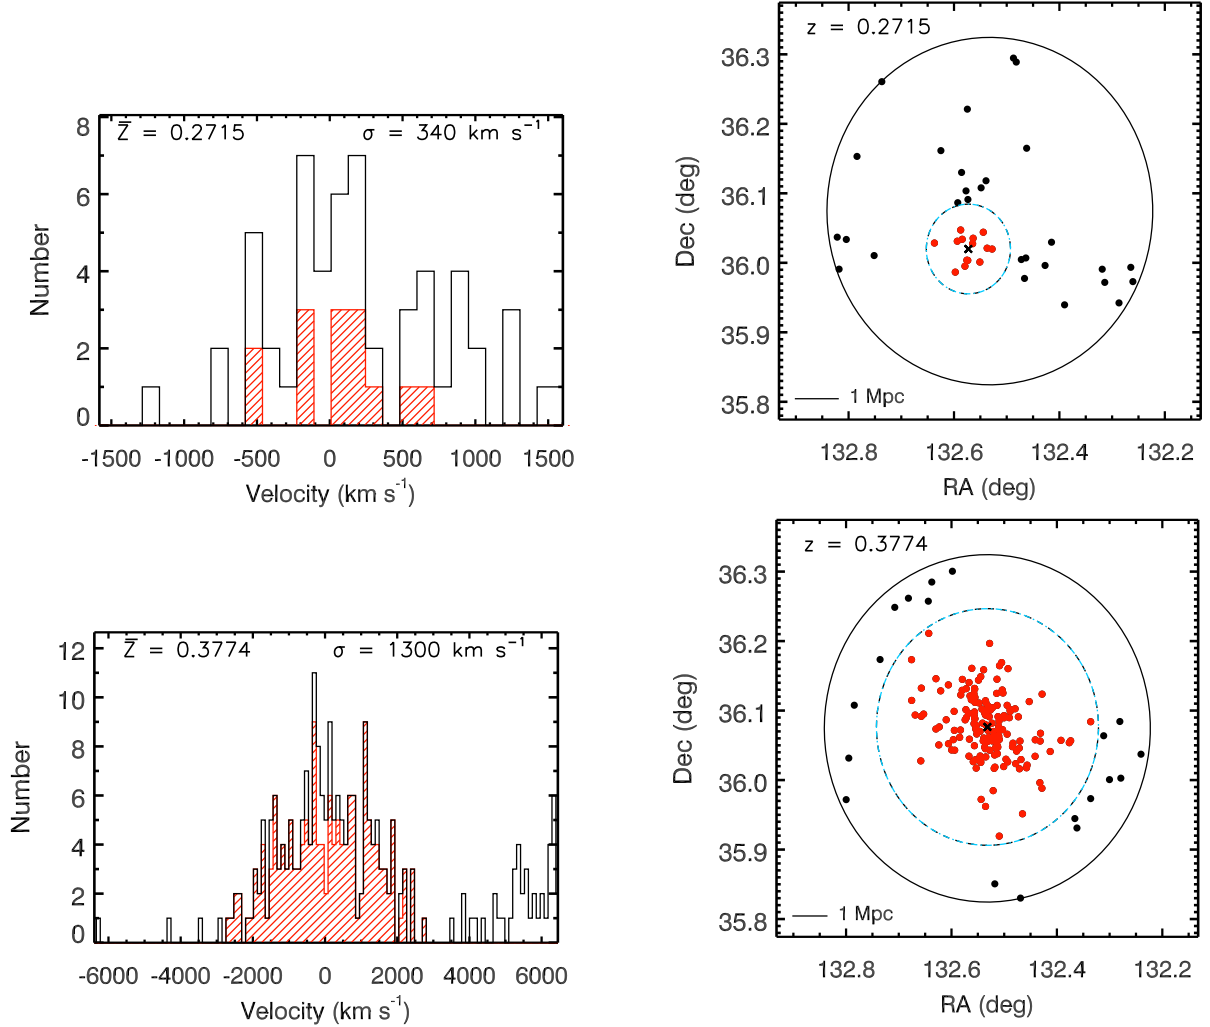 Z̄ = 0.2715 σ = 340 km s⁻¹
8
6
4
2
0
Number
-1500 -1000 -500 0 500 1000 1500
Velocity (km s⁻¹)
z = 0.2715
36.3
36.2
36.1
36.0
35.9
35.8
Dec (deg)
1 Mpc
132.8 132.6 132.4 132.2
RA (deg)
Z̄ = 0.3774 σ = 1300 km s⁻¹
12
10
8
6
4
2
0
Number
-6000 -4000 -2000 0 2000 4000 6000
Velocity (km s⁻¹)
z = 0.3774
36.3
36.2
36.1
36.0
35.9
35.8
Dec (deg)
1 Mpc
132.8 132.6 132.4 132.2
RA (deg)